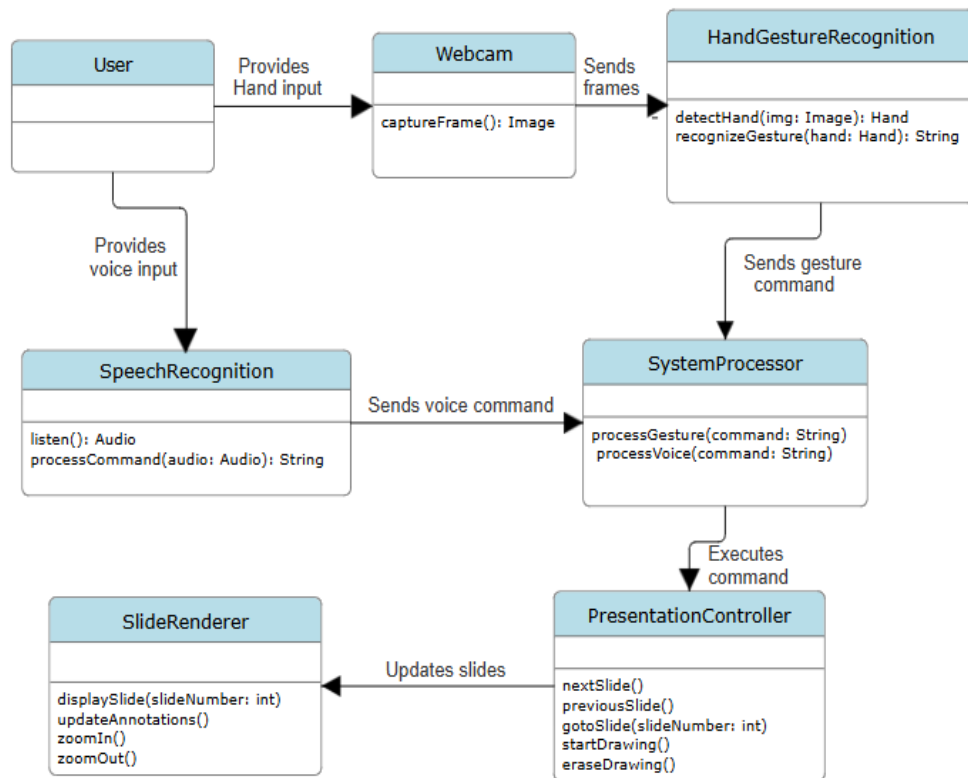 User
Provides
Hand input
Webcam
captureFrame(): Image
Sends
frames
HandGestureRecognition
detectHand(img: Image): Hand
recognizeGesture(hand: Hand): String
Provides
voice input
Sends gesture
command
SpeechRecognition
listen(): Audio
processCommand(audio: Audio): String
Sends voice command
SystemProcessor
processGesture(command: String)
processVoice(command: String)
Executes
command
SlideRenderer
displaySlide(slideNumber: int)
updateAnnotations()
zoomIn()
zoomOut()
Updates slides
PresentationController
nextSlide()
previousSlide()
gotoSlide(slideNumber: int)
startDrawing()
eraseDrawing()